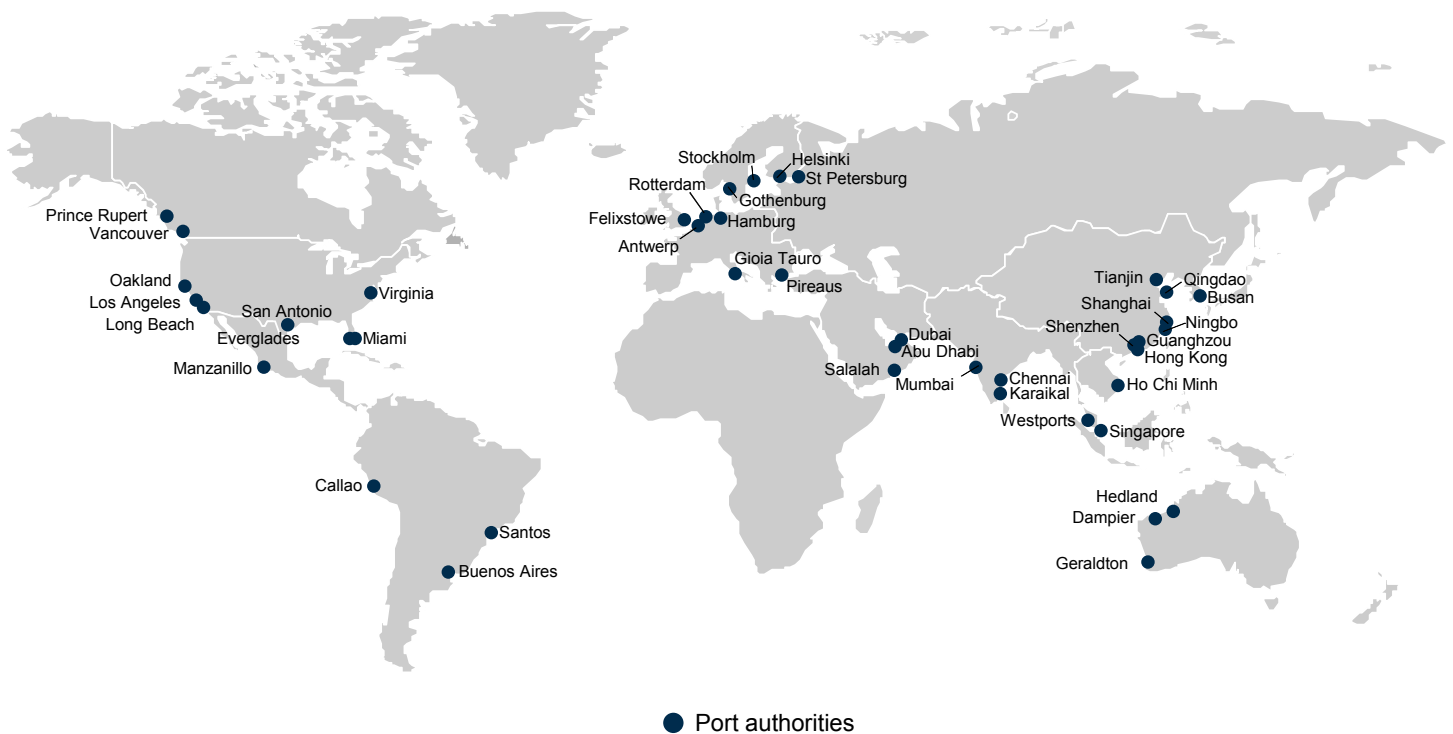 Stockholm
Helsinki
Rotterdam
St Petersburg
Gothenburg
Prince Rupert
Felixstowe
Hamburg
Vancouver
Antwerp
Gioia Tauro
Oakland
Tianjin
Qingdao
Pireaus
Virginia
Los Angeles
Busan
San Antonio
Shanghai
Long Beach
Ningbo
Shenzhen
Everglades
Miami
Dubai
Guanghzou
Abu Dhabi
Hong Kong
Manzanillo
Salalah
Mumbai
Chennai
Ho Chi Minh
Karaikal
Westports
Singapore
Callao
Hedland
Dampier
Santos
Geraldton
Buenos Aires
Port authorities